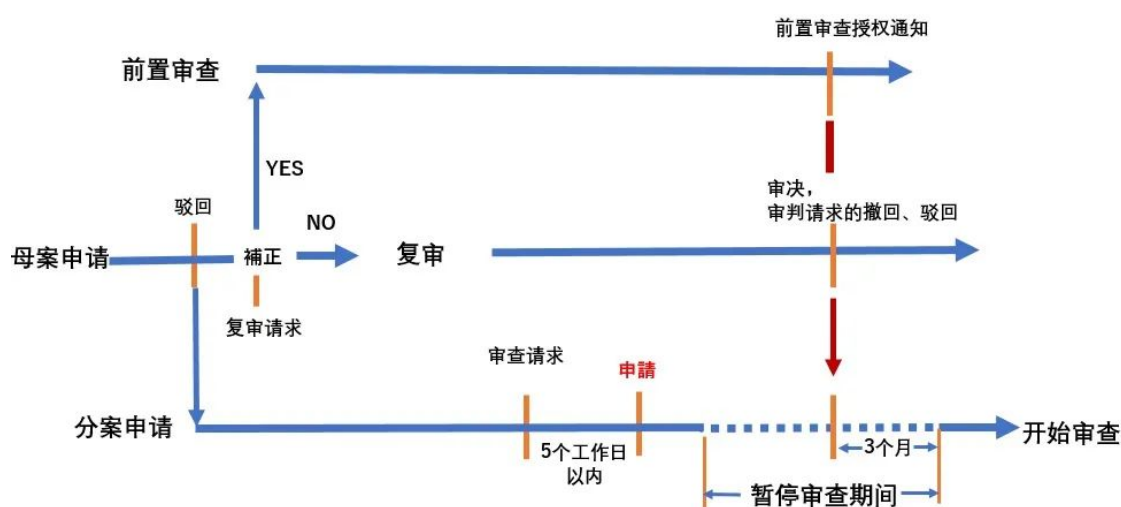 前置审查授权通知
前置审查
YES
审决，
审判请求的撤回、驳回
驳回
NO
母案申请
補正
复审
复审请求
审查请求
申請
分案申请
5个工作日
以内
3个月
开始审查
暂停审查期间